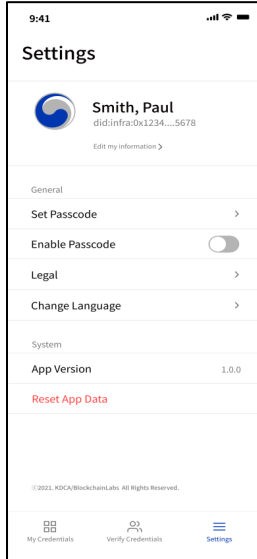 9:41
Settings
Smith, Paul
did:infra:0x1234....5678
Edit my information
General
Set Passcode
Enable Passcode
Legal
Change Language
System
App Version 1.0.0
Reset App Data
©2021. KDCA/BlockchainLabs All Rights Reserved.
My Credentials Verify Credentials Settings